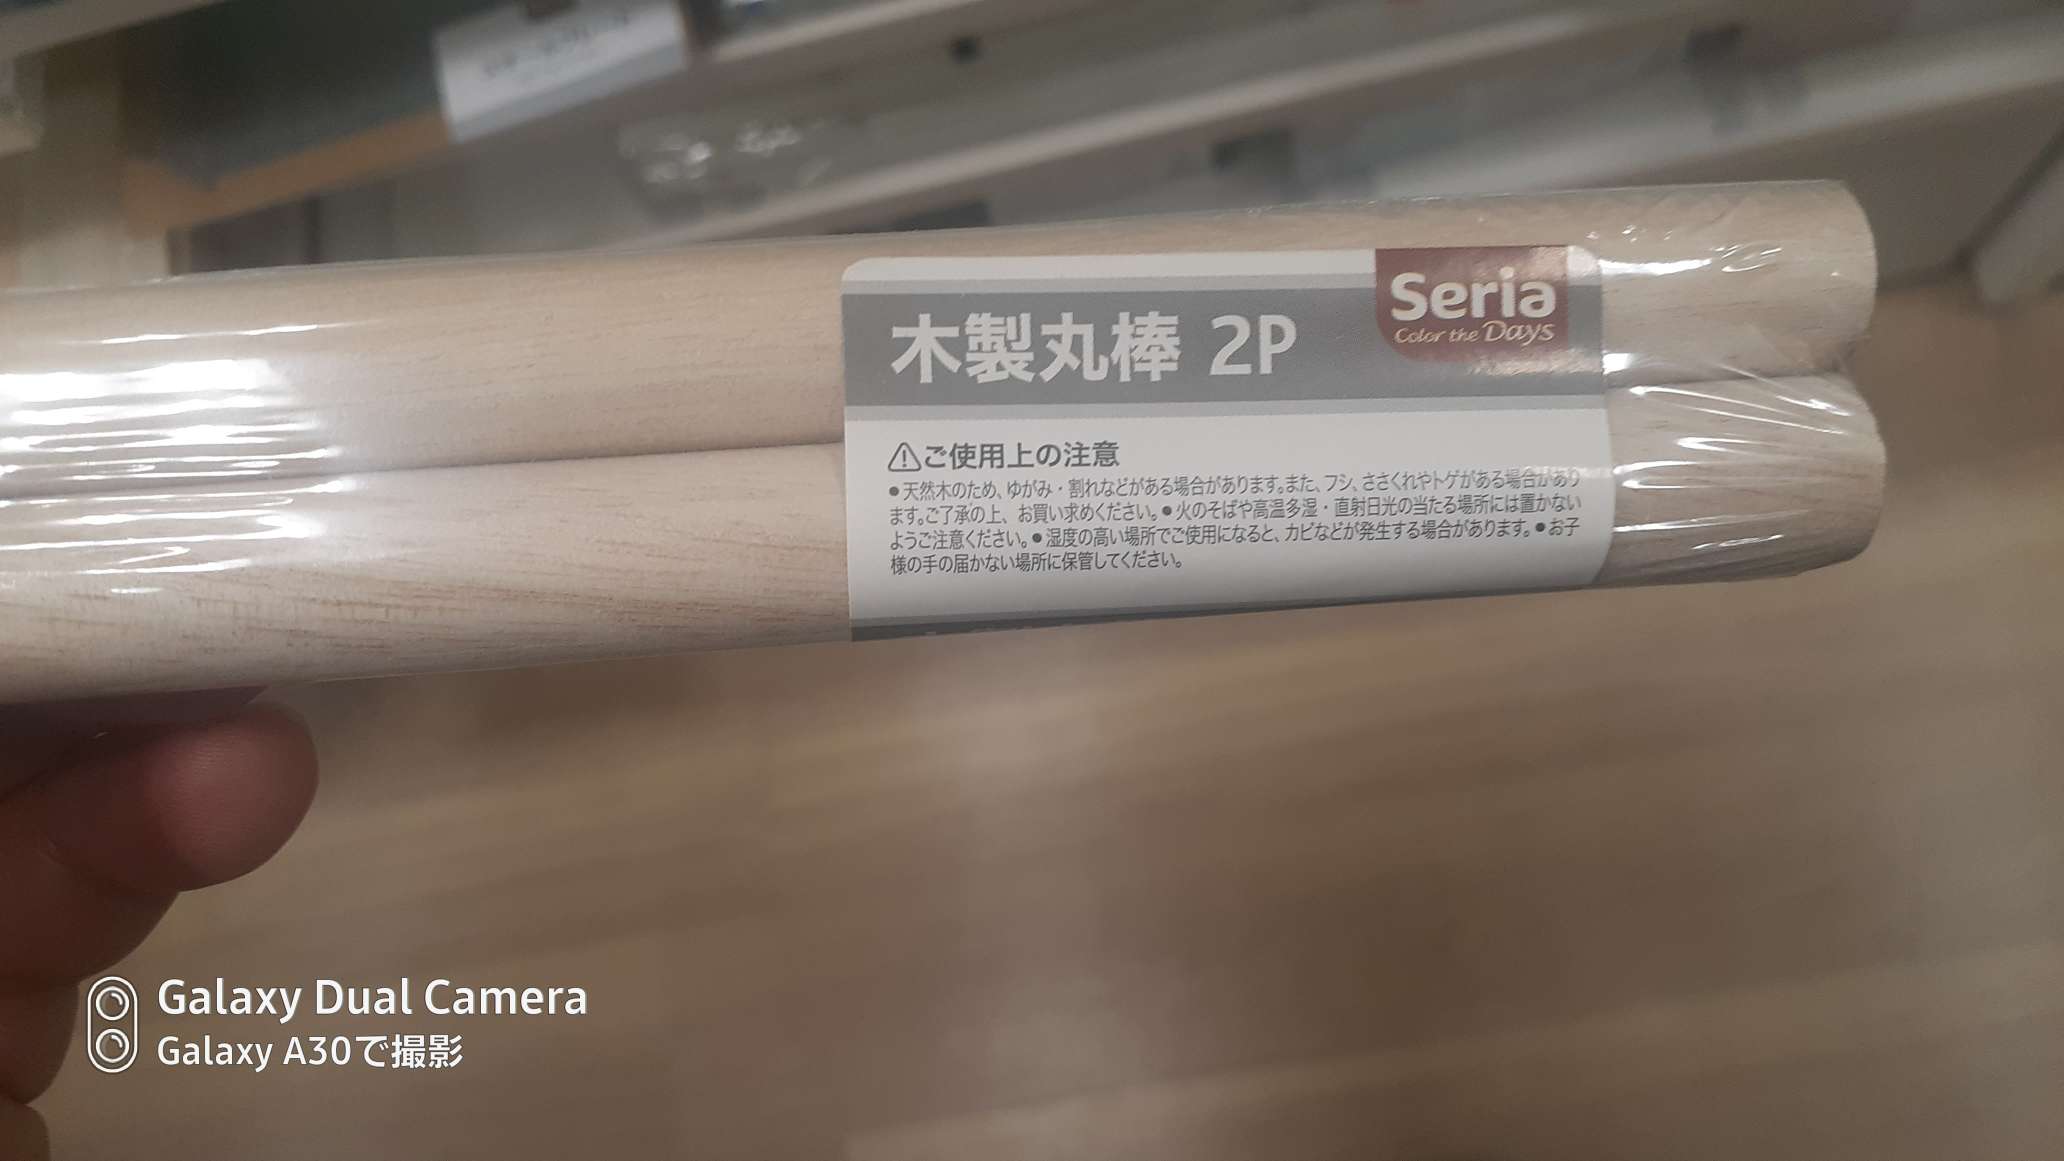 Seria
Color the Days
木製丸棒 2P
⚠ご使用上の注意
●天然木のため、ゆがみ・割れなどがある場合があります。また、フシ、ささくれやトゲがある場合があり
ます。ご了承の上、お買い求めください。●火のそばや高温多湿・直射日光の当たる場所には置かない
ようご注意ください。●湿度の高い場所でご使用になると、カビなどが発生する場合があります。●お子
様の手の届かない場所に保管してください。
Galaxy Dual Camera
Galaxy A30で撮影